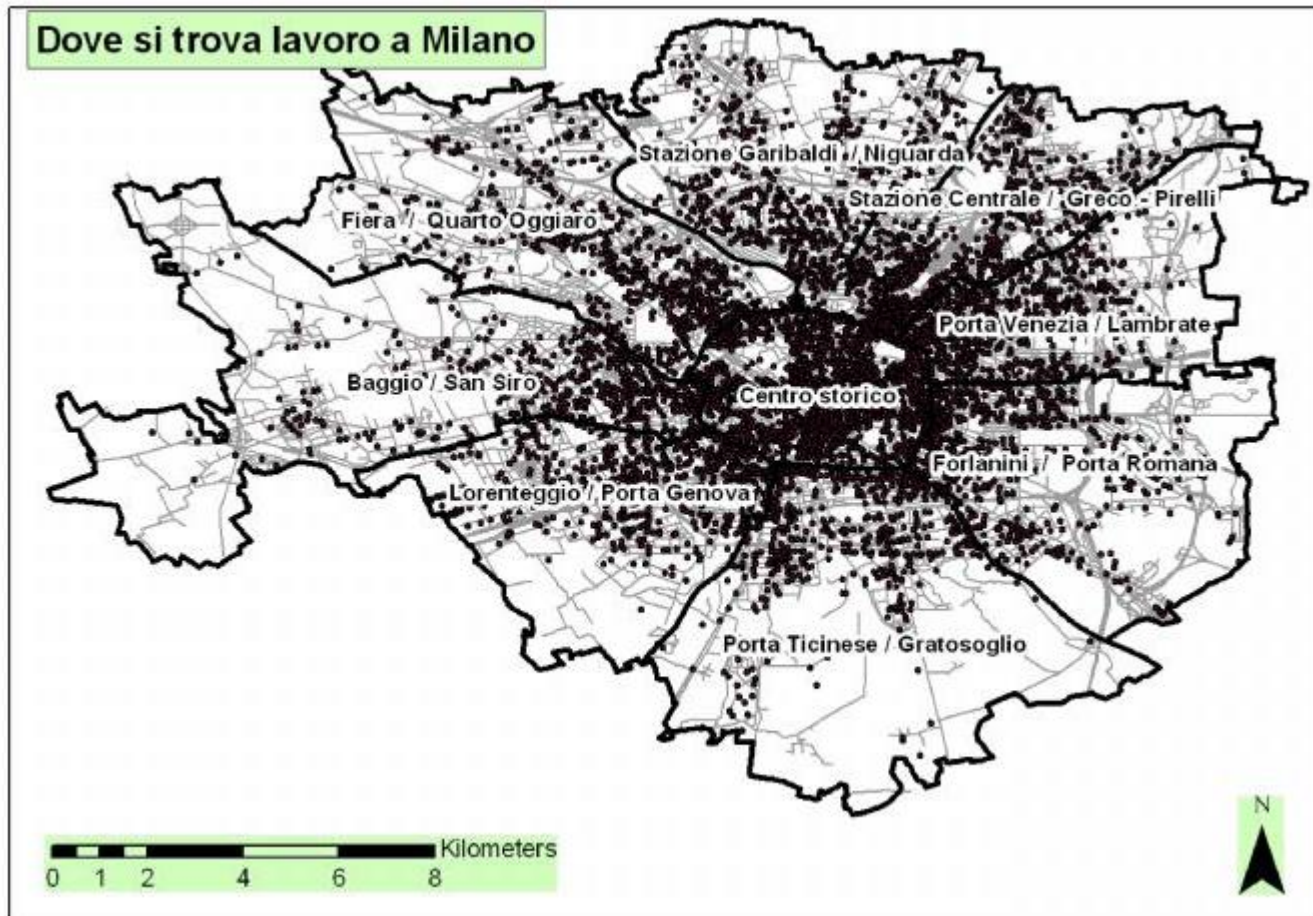 Dove si trova lavoro a Milano
Stazione Garibaldi / Niguarda
Stazione Centrale / Greco - Pirelli
Fiera / Quarto Oggiaro
Porta Venezia / Lambrate
Baggio / San Siro
Centro storico
Forlanini / Porta Romana
Lorenteggio / Porta Genova
Porta Ticinese / Gratosoglio
Kilometers
0 1 2 4 6 8
N